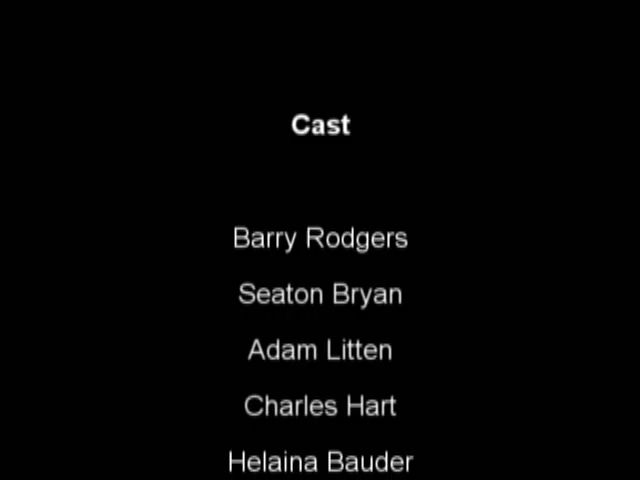 Cast
Barry Rodgers
Seaton Bryan
Adam Litten
Charles Hart
Helaina Bauder